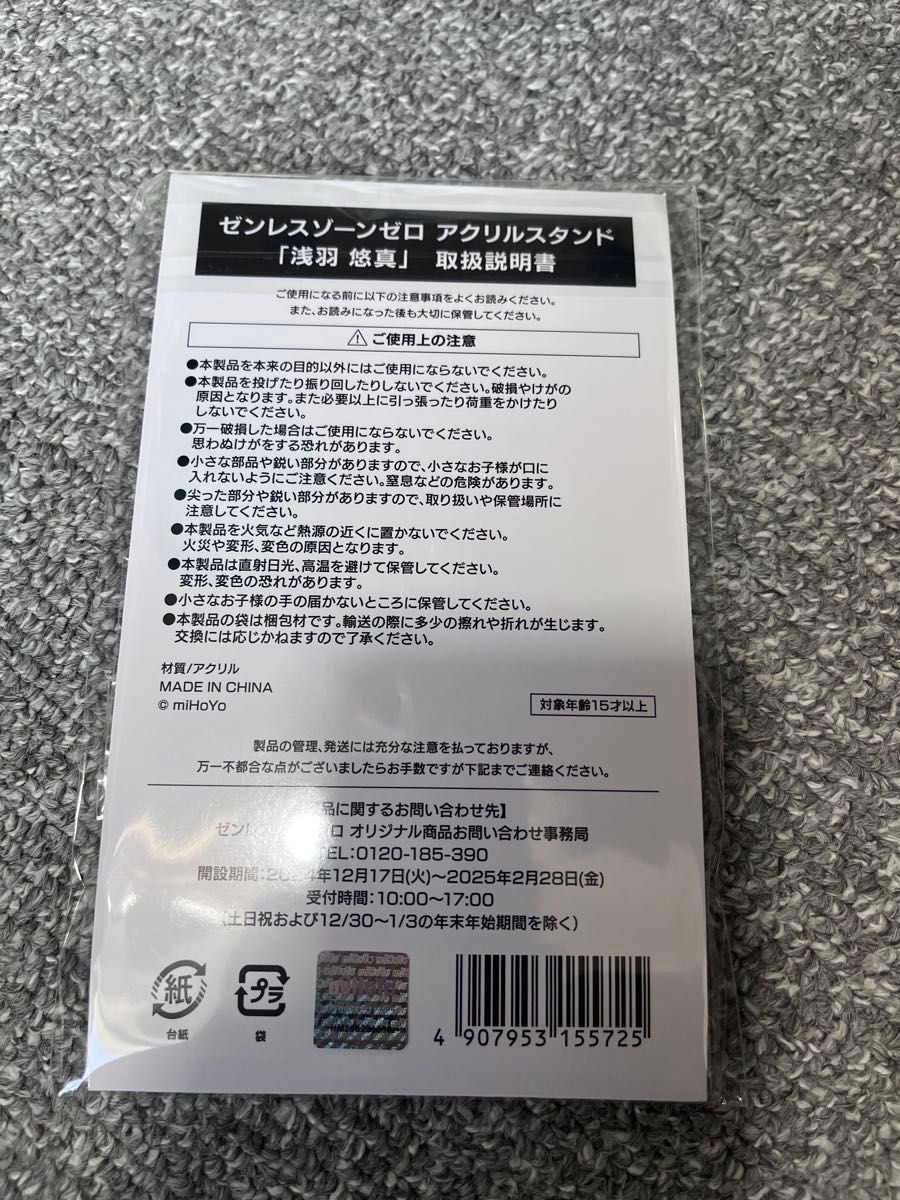 ゼンレスゾーンゼロ アクリルスタンド
「浅羽 悠真」 取扱説明書
ご使用になる前に以下の注意事項をよくお読みください。
また、お読みになった後も大切に保管してください。
⚠ ご使用上の注意
●本製品を本来の目的以外にはご使用にならないでください。
●本製品を投げたり振り回したりしないでください。破損やけがの
原因となります。また必要以上に引っ張ったり荷重をかけたり
しないでください。
●万一破損した場合はご使用にならないでください。
思わぬけがをする恐れがあります。
●小さな部品や鋭い部分がありますので、小さなお子様が口に
入れないようにご注意ください。窒息などの危険があります。
●尖った部分や鋭い部分がありますので、取り扱いや保管場所に
注意してください。
●本製品を火気など熱源の近くに置かないでください。
火災や変形、変色の原因となります。
●本製品は直射日光、高温を避けて保管してください。
変形、変色の恐れがあります。
●小さなお子様の手の届かないところに保管してください。
●本製品の袋は梱包材です。輸送の際に多少の擦れや折れが生じます。
交換には応じかねますので了承ください。
材質/アクリル
MADE IN CHINA
© miHoYo
対象年齢15才以上
製品の管理、発送には充分な注意を払っておりますが、
万一不都合な点がございましたらお手数ですが下記までご連絡ください。
品に関するお問い合わせ先】
ゼンレ ロ オリジナル商品お問い合わせ事務局
EL:0120-185-390
開設期間:2024年12月17日(火)～2025年2月28日(金)
受付時間:10:00～17:00
(土日祝および12/30～1/3の年末年始期間を除く)
紙
台紙
プラ
袋
miHoYo
4 907953 155725